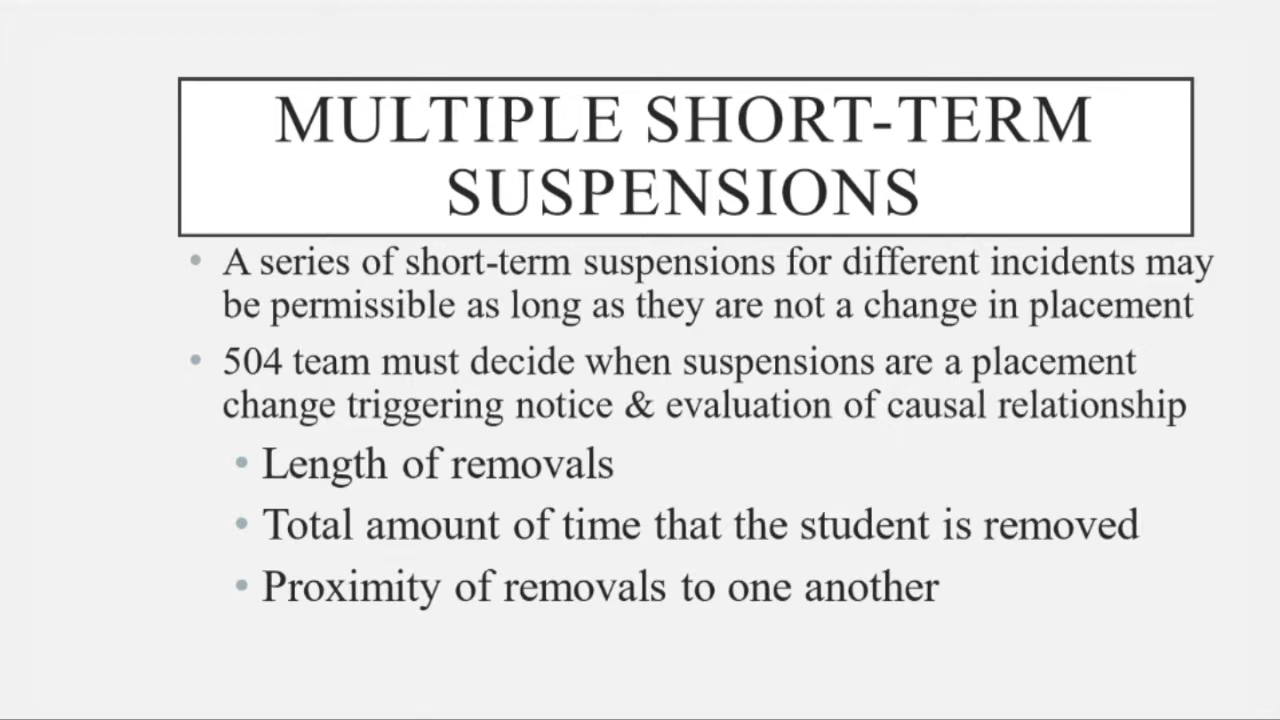 MULTIPLE SHORT-TERM
SUSPENSIONS
• A series of short-term suspensions for different incidents may
be permissible as long as they are not a change in placement
• 504 team must decide when suspensions are a placement
change triggering notice & evaluation of causal relationship
• Length of removals
• Total amount of time that the student is removed
• Proximity of removals to one another